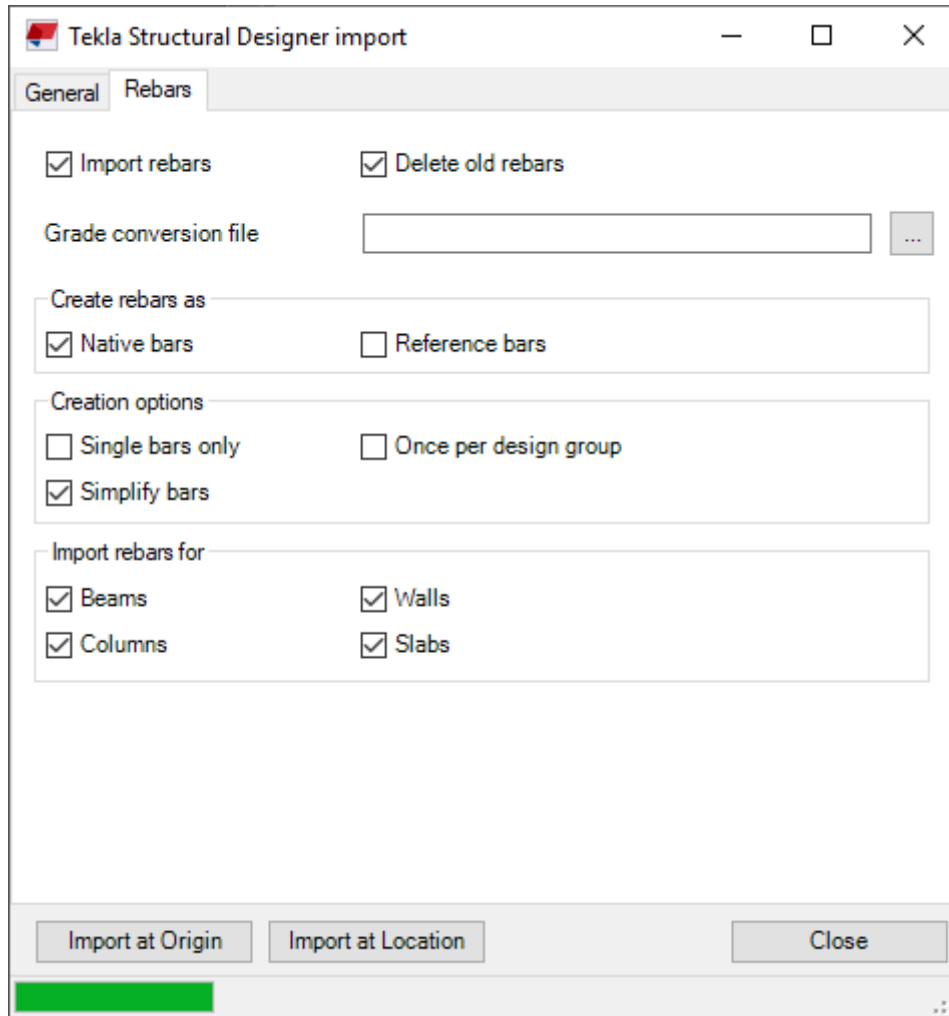 Tekla Structural Designer import
General Rebars
Import rebars Delete old rebars
Grade conversion file ...
Create rebars as
Native bars Reference bars
Creation options
Single bars only Once per design group
Simplify bars
Import rebars for
Beams Walls
Columns Slabs
Import at Origin Import at Location Close